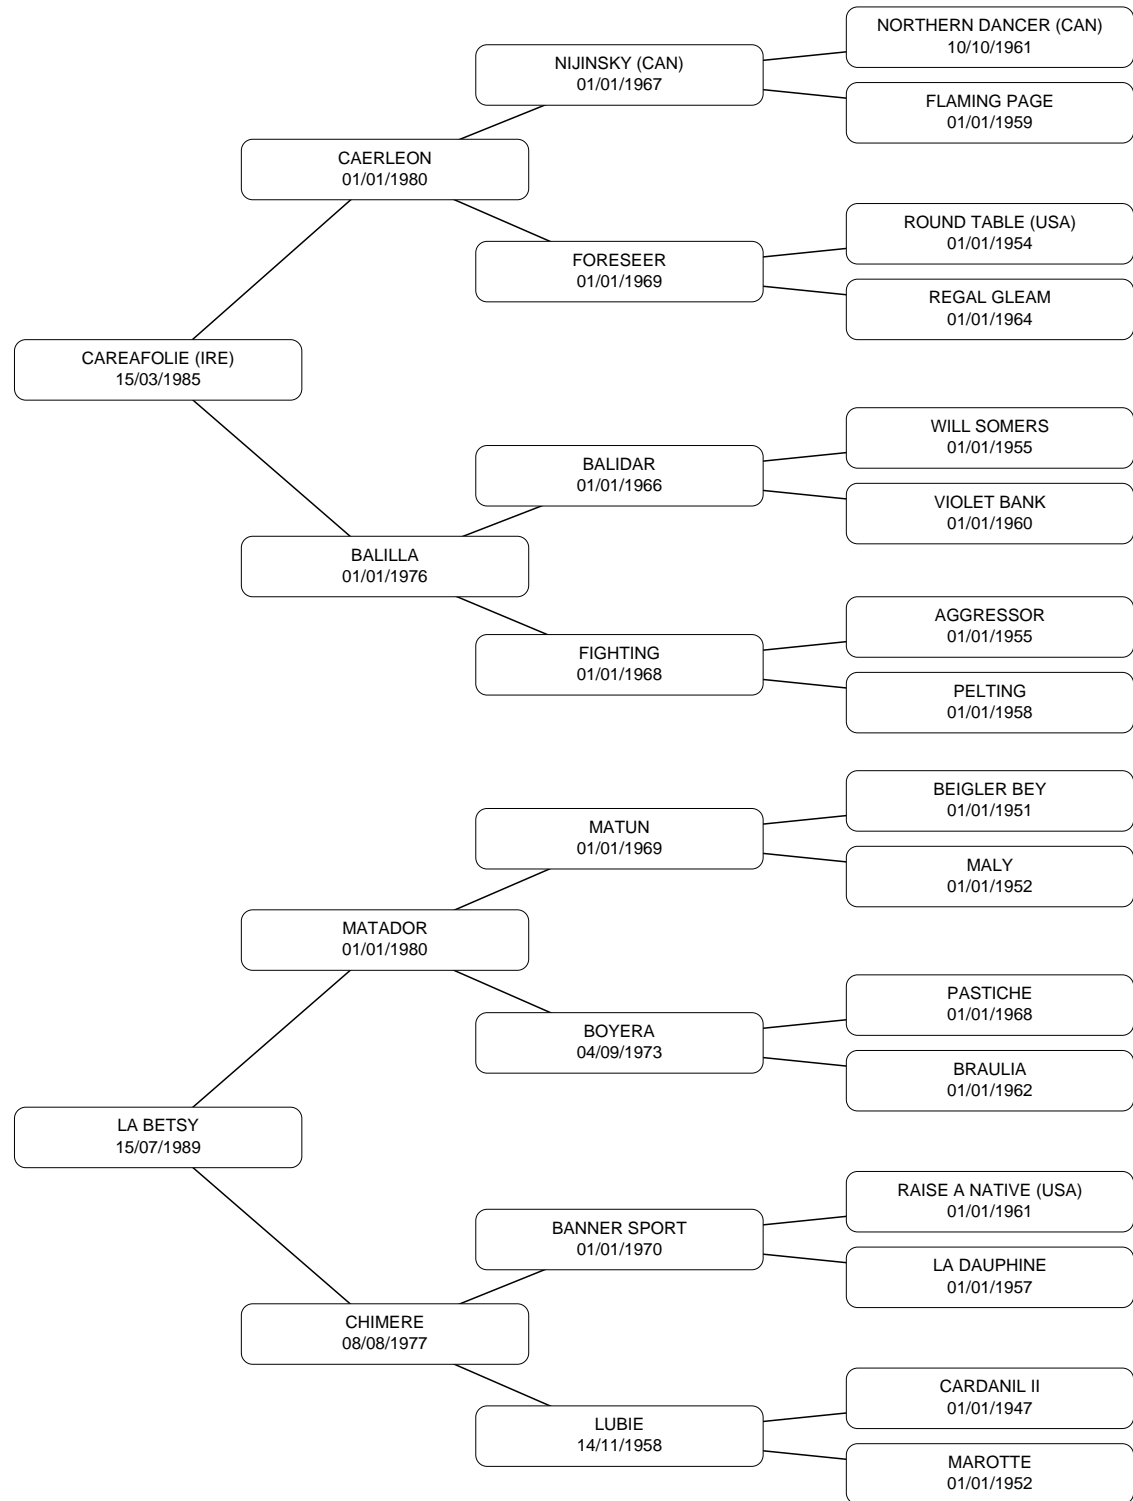 NORTHERN DANCER (CAN)
10/10/1961
NIJINSKY (CAN)
01/01/1967
FLAMING PAGE
01/01/1959
CAERLEON
01/01/1980
ROUND TABLE (USA)
01/01/1954
FORESEER
01/01/1969
REGAL GLEAM
01/01/1964
CAREAFOLIE (IRE)
15/03/1985
WILL SOMERS
01/01/1955
BALIDAR
01/01/1966
VIOLET BANK
01/01/1960
BALILLA
01/01/1976
AGGRESSOR
01/01/1955
FIGHTING
01/01/1968
PELTING
01/01/1958
BEIGLER BEY
01/01/1951
MATUN
01/01/1969
MALY
01/01/1952
MATADOR
01/01/1980
PASTICHE
01/01/1968
BOYERA
04/09/1973
BRAULIA
01/01/1962
LA BETSY
15/07/1989
RAISE A NATIVE (USA)
01/01/1961
BANNER SPORT
01/01/1970
LA DAUPHINE
01/01/1957
CHIMERE
08/08/1977
CARDANIL II
01/01/1947
LUBIE
14/11/1958
MAROTTE
01/01/1952